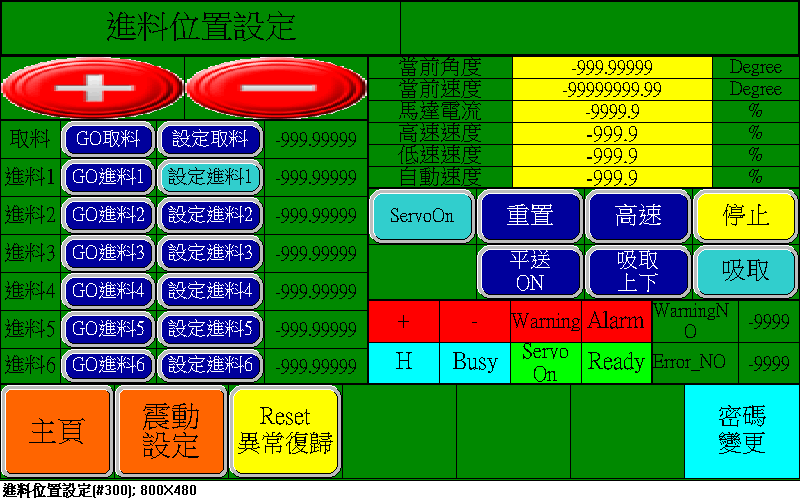 進料位置設定
當前角度 -999.99999 Degree
當前速度 -99999999.99 Degree
馬達電流 -9999.9 %
高速速度 -999.9 %
低速速度 -999.9 %
自動速度 -999.9 %
取料 GO取料 設定取料 -999.99999
進料1 GO進料1 設定進料1 -999.99999
進料2 GO進料2 設定進料2 -999.99999
進料3 GO進料3 設定進料3 -999.99999
進料4 GO進料4 設定進料4 -999.99999
進料5 GO進料5 設定進料5 -999.99999
進料6 GO進料6 設定進料6 -999.99999
ServoOn 重置 高速 停止
平送
ON
吸取
上下
吸取
+ - Warning Alarm
WarningN
O
-9999
H Busy
Servo
On
Ready Error_NO -9999
主頁
震動
設定
Reset
異常復歸
密碼
變更
進料位置設定(#300); 800X480